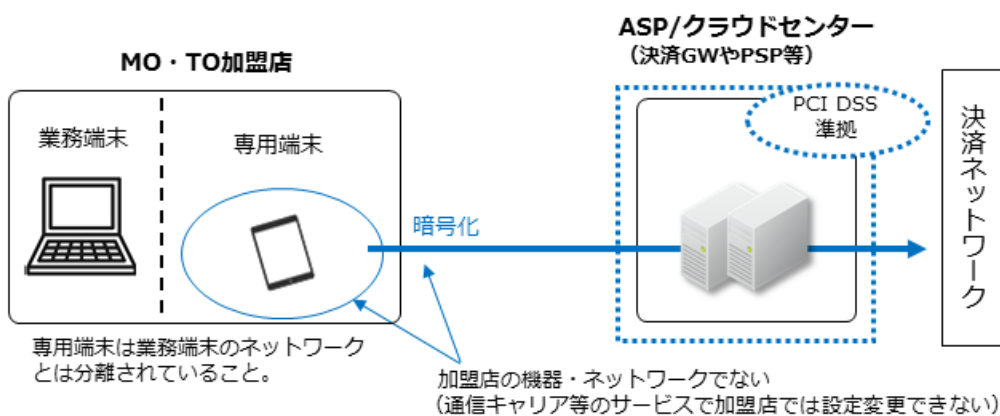 MO・TO加盟店
業務端末
専用端末
専用端末は業務端末のネットワーク
とは分離されていること。
暗号化
加盟店の機器・ネットワークでない
（通信キャリア等のサービスで加盟店では設定変更できない）
ASP/クラウドセンター
（決済GWやPSP等）
PCI DSS
準拠
決済ネットワーク